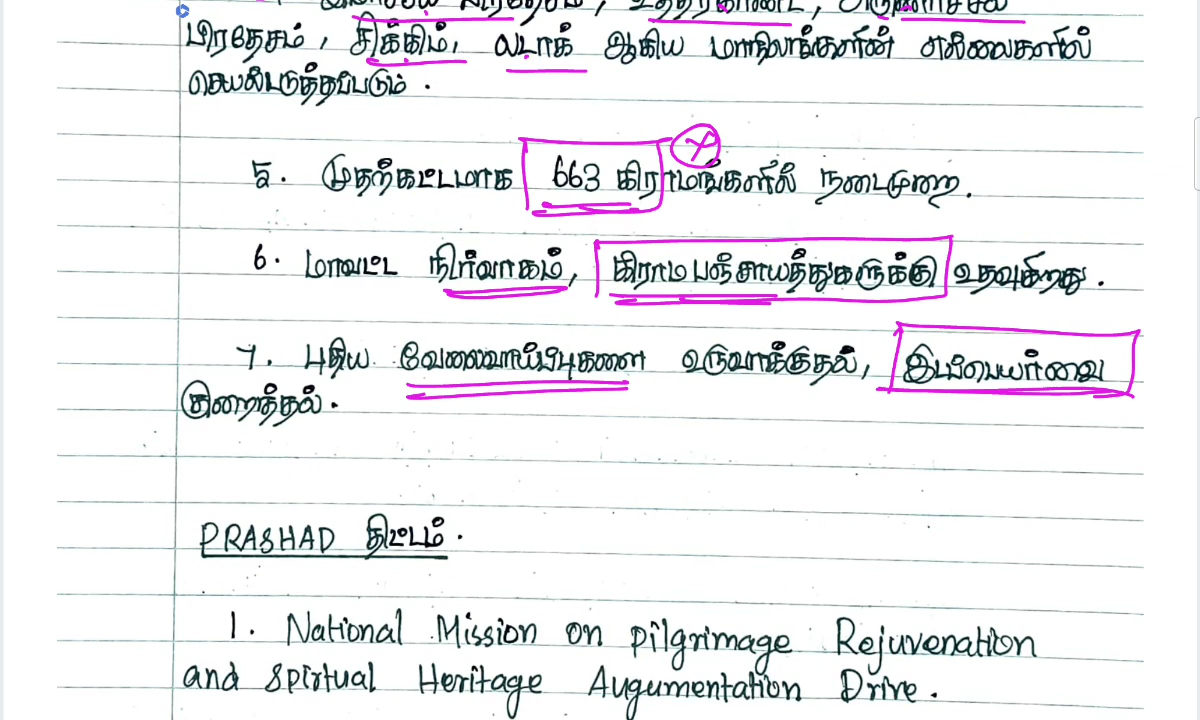 பிரதேசம், சிக்கிம், லடாக் ஆகிய மாநிலங்களின் எல்லைகளில்
செயல்படுத்தப்படும்.
5. முதற்கட்டமாக 663 கிராமங்களில் நடைமுறை.
6. மாவட்ட நிர்வாகம், கிராம பஞ்சாயத்துகளுக்கு உதவுகிறது.
7. புதிய வேலைவாய்ப்புகளை உருவாக்குதல், இடப்பெயர்வை
குறைத்தல்.
PRASHAD திட்டம்.
1. National Mission on Pilgrimage Rejuvenation
and Spirtual Heritage Augumentation Drive.